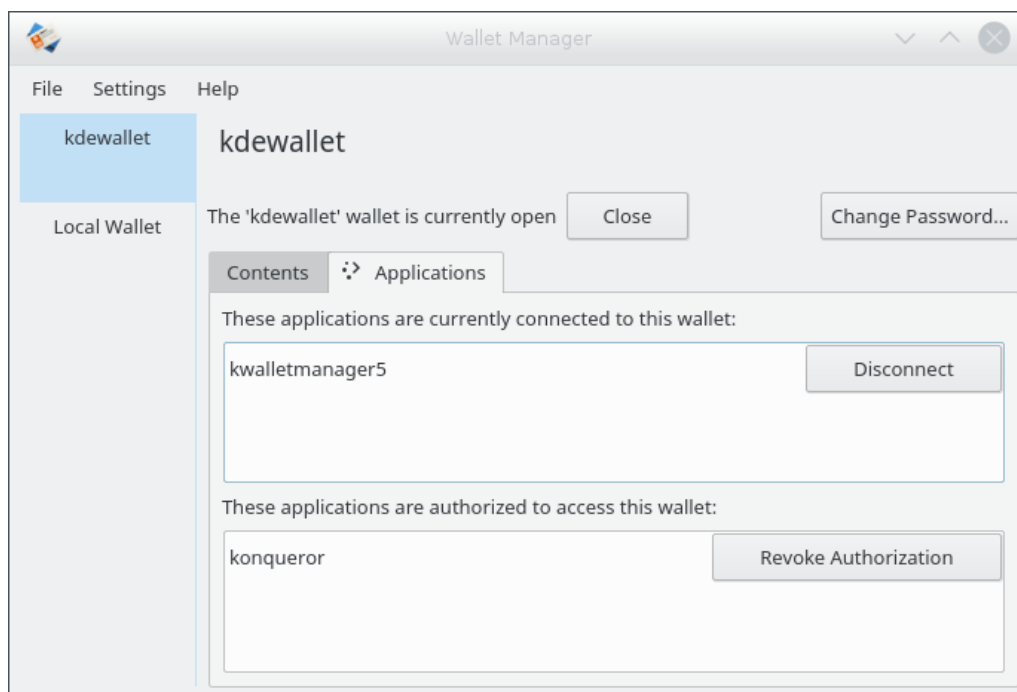 Wallet Manager
File Settings Help
kdewallet
Local Wallet
kdewallet
The 'kdewallet' wallet is currently open Close Change Password...
Contents Applications
These applications are currently connected to this wallet:
kwalletmanager5 Disconnect
These applications are authorized to access this wallet:
konqueror Revoke Authorization